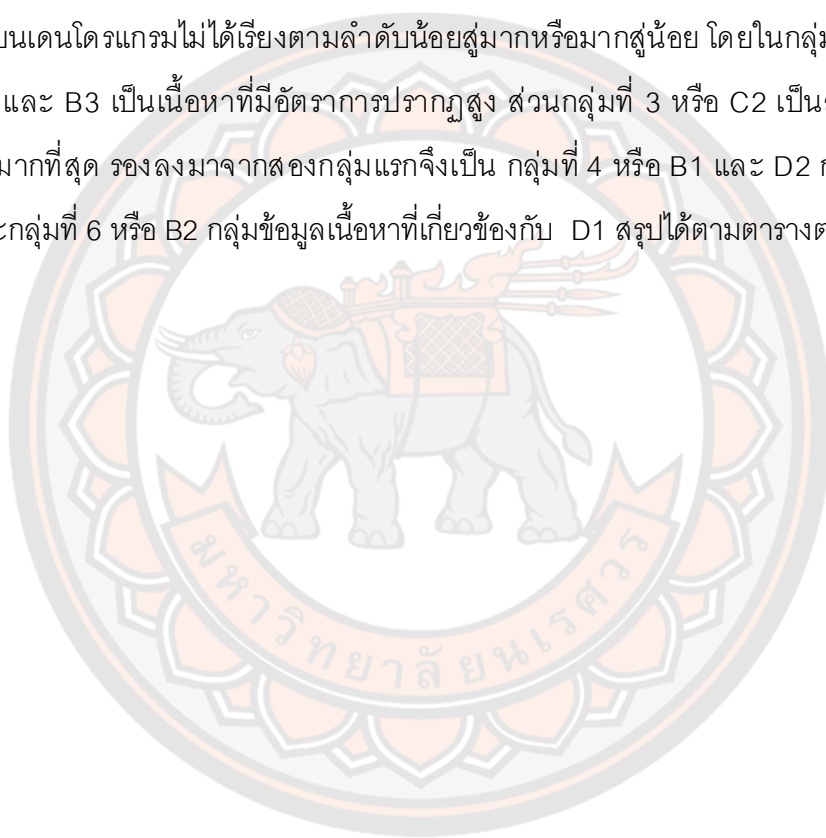 บนเดนโดรแกรมไม่ได้เรียงตามลำดับน้อยสู่มากหรือมากสู่น้อย โดยในกลุ่ม
และ B3 เป็นเนื้อหาที่มีอัตราการปรากฏสูง ส่วนกลุ่มที่ 3 หรือ C2 เป็น
มากที่สุด รองลงมาจากสองกลุ่มแรกจึงเป็น กลุ่มที่ 4 หรือ B1 และ D2
กลุ่มที่ 6 หรือ B2 กลุ่มข้อมูลเนื้อหาที่เกี่ยวข้องกับ D1 สรุปได้ตามตาราง
มหาวิทยาลัยนเรศวร